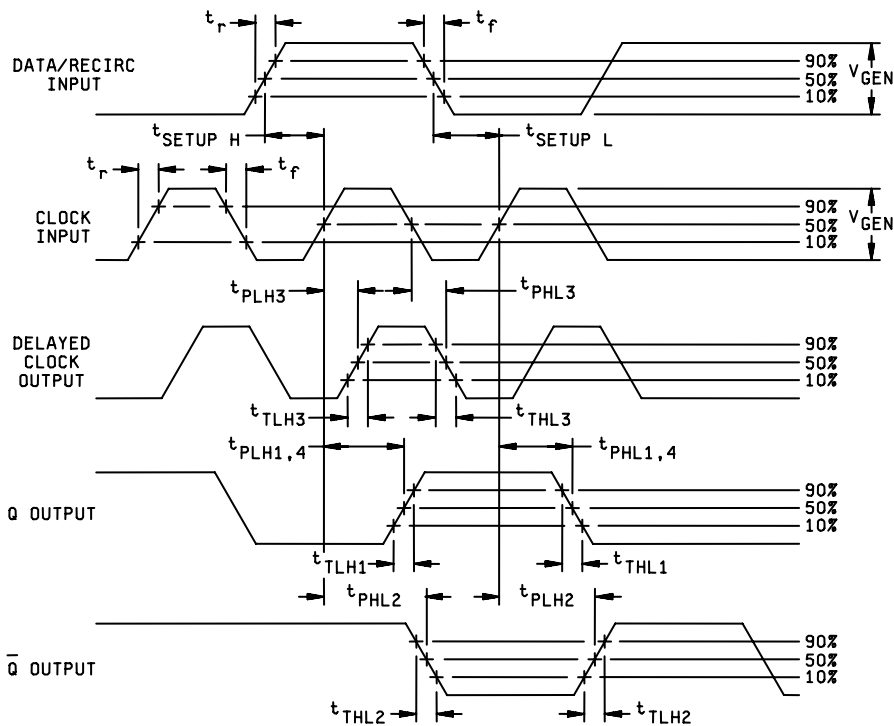 t_r t_f
DATA/RECIRC
INPUT
90%
50%
10%
V_GEN
t_SETUP H t_SETUP L
t_r t_f
CLOCK
INPUT
90%
50%
10%
V_GEN
t_PLH3 t_PHL3
DELAYED
CLOCK
OUTPUT
90%
50%
10%
t_TLH3 t_THL3
t_PLH1,4 t_PHL1,4
Q OUTPUT
90%
50%
10%
t_TLH1 t_THL1
t_PHL2 t_PLH2
Q̅ OUTPUT
90%
50%
10%
t_THL2 t_TLH2